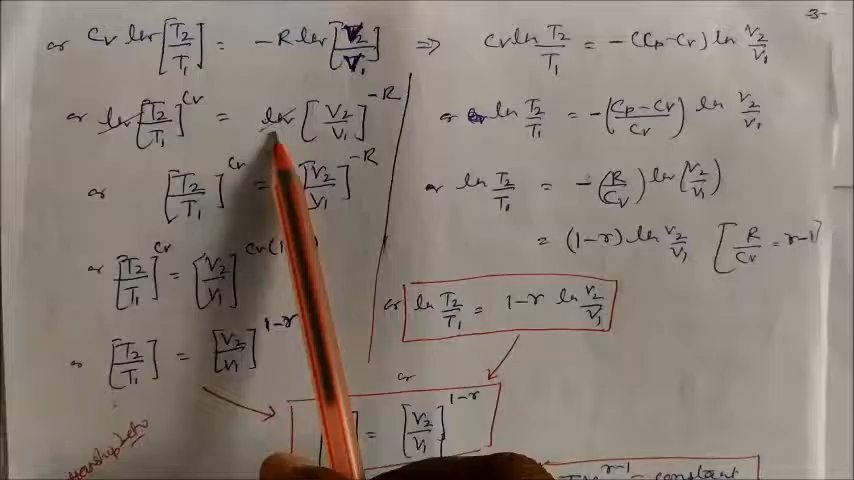 -3-
or Cv ln [T2/T1] = -R ln [V2/V1] ⇒ Cv ln T2/T1 = -(Cp-Cv) ln V2/V1
or ln [T2/T1]^Cv = ln [V2/V1]^-R
or [T2/T1]^Cv = [V2/V1]^-R
or [T2/T1]^Cv = [V2/V1]^Cv(1
or [T2/T1] = [V2/V1]^1-r
or ln T2/T1 = -(Cp-Cv/Cv) ln V2/V1
or ln T2/T1 = -(R/Cv) ln (V2/V1)
= (1-r) ln V2/V1 [R/Cv = r-1]
or ln T2/T1 = 1-r ln V2/V1
or
= [V2/V1]^1-r
r-1 = constant